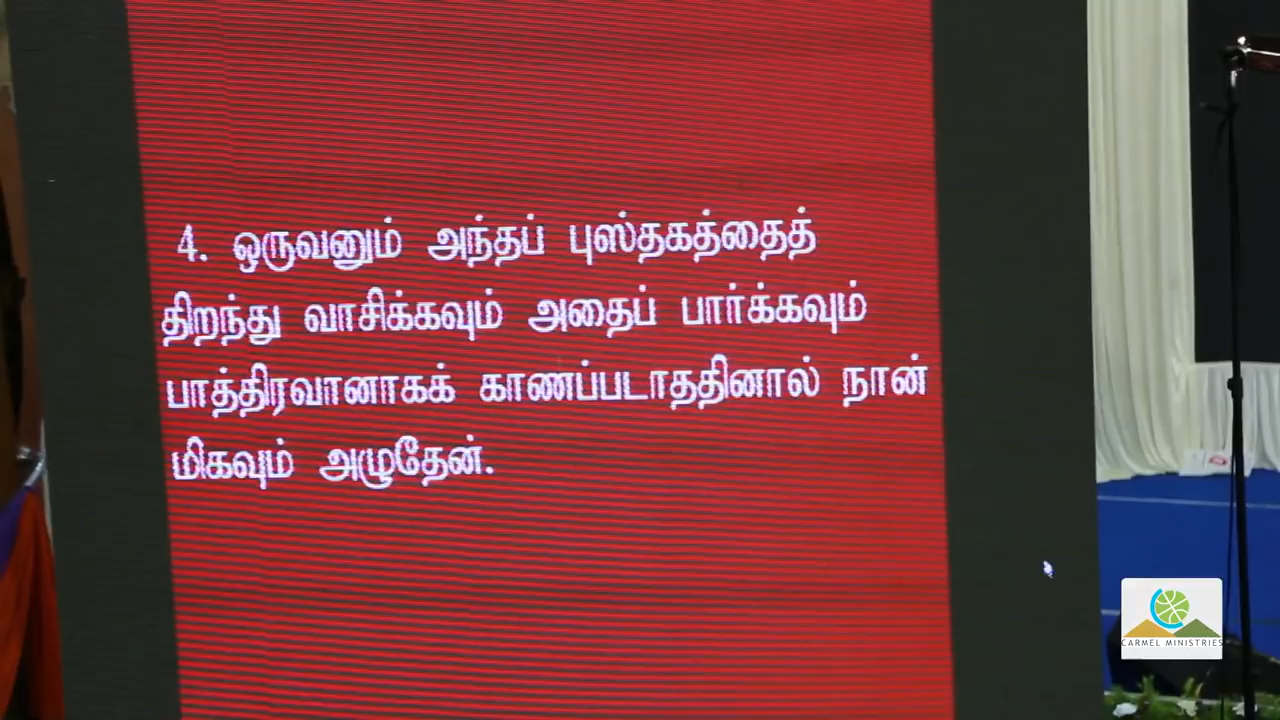 4. ஒருவனும் அந்தப் புஸ்தகத்தைத்
திறந்து வாசிக்கவும் அதைப் பார்க்கவும்
பாத்திரவானாகக் காணப்படாததினால் நான்
மிகவும் அழுதேன்.
CARMEL MINISTRIES